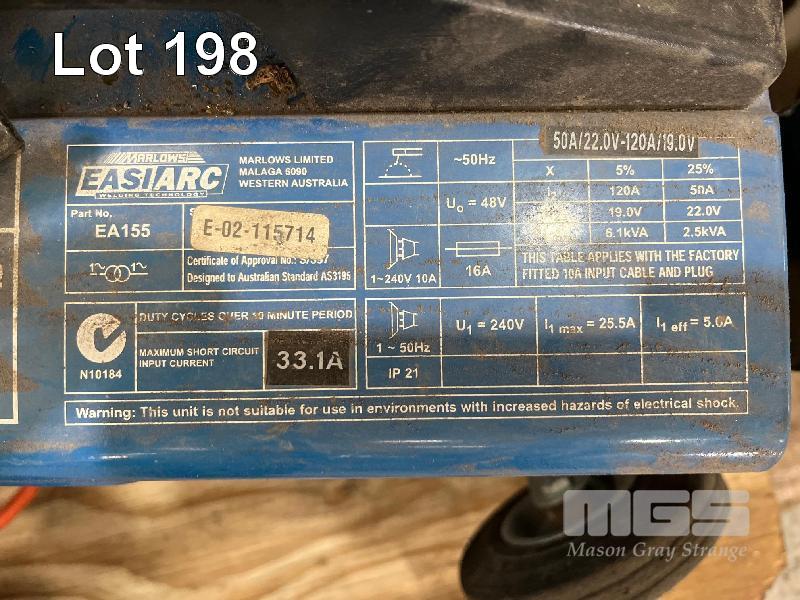 Lot 198
MARLOWS
EASIARC
WELDING TECHNOLOGY
MARLOWS LIMITED
MALAGA 6090
WESTERN AUSTRALIA
Part No.
EA155
E-02-115714
Certificate of Approval No.:
Designed to Australian Standard AS3195
1~ 1~
N10184
DUTY CYCLES OVER 10 MINUTE PERIOD
MAXIMUM SHORT CIRCUIT
INPUT CURRENT
33.1A
50A/22.0V-120A/19.0V
~50Hz
X 5% 25%
U₀ = 48V
120A 50A
19.0V 22.0V
6.1kVA 2.5kVA
1~240V 10A
16A
THIS TABLE APPLIES WITH THE FACTORY
FITTED 10A INPUT CABLE AND PLUG
1 ~ 50Hz
U₁ = 240V
I₁ max = 25.5A
I₁ eff = 5.0A
IP 21
Warning: This unit is not suitable for use in environments with increased hazards of electrical shock.
MGS
Mason Gray Strange